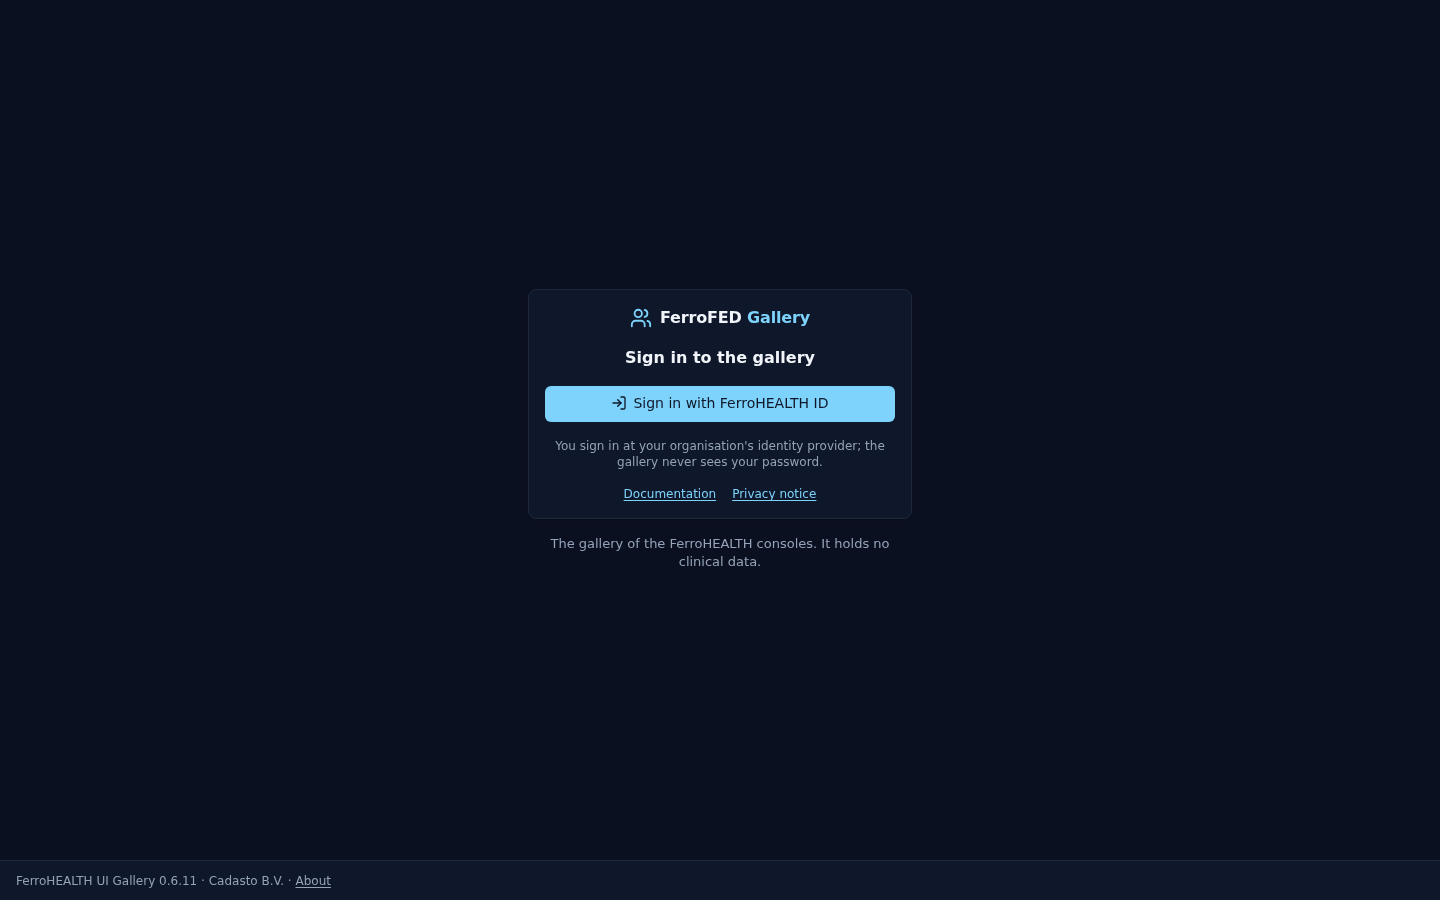 FerroFED Gallery
Sign in to the gallery
Sign in with FerroHEALTH ID
You sign in at your organisation's identity provider; the
gallery never sees your password.
Documentation Privacy notice
The gallery of the FerroHEALTH consoles. It holds no
clinical data.
FerroHEALTH UI Gallery 0.6.11 · Cadasto B.V. · About